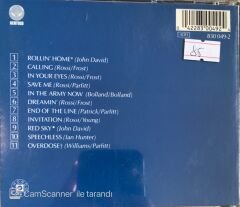 VERTIGO
042283004924
830 049-2
85
1 ROLLIN' HOME* (John David)
2 CALLING (Rossi/Frost)
3 IN YOUR EYES (Rossi/Frost)
4 SAVE ME (Rossi/Parfitt)
5 IN THE ARMY NOW (Bolland/Bolland)
6 DREAMIN' (Rossi/Frost)
7 END OF THE LINE (Patrick/Parfitt)
8 INVITATION (Rossi/Young)
9 RED SKY* (John David)
10 SPEECHLESS (Ian Hunter)
11 OVERDOSE† (Williams/Parfitt)
CamScanner ile tarandı